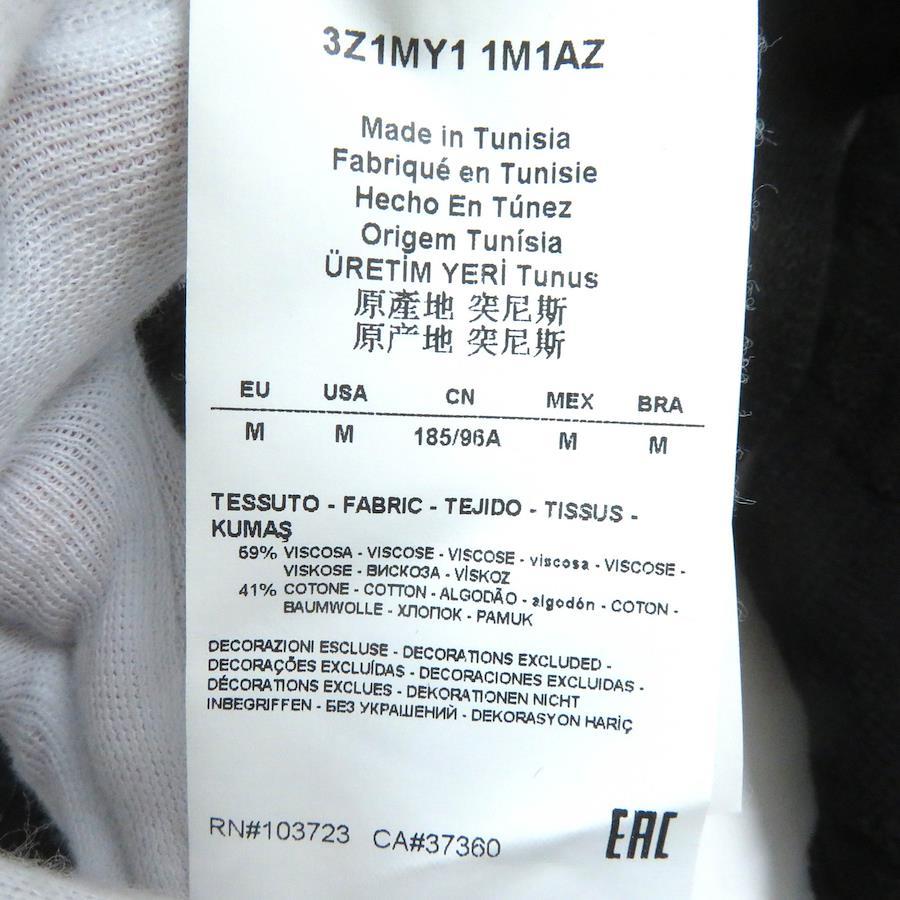 3Z1MY1 1M1AZ
Made in Tunisia
Fabriqué en Tunisie
Hecho En Túnez
Origem Tunísia
ÜRETİM YERİ Tunus
原產地 突尼斯
原产地 突尼斯
EU USA CN MEX BRA
M M 185/96A M M
TESSUTO - FABRIC - TEJIDO - TISSUS -
KUMAŞ
59% VISCOSA - VISCOSE - VISCOSE - viscosa - VISCOSE -
VISKOSE - ВИСКОЗА - VİSKOZ
41% COTONE - COTTON - ALGODÃO - algodón - COTON -
BAUMWOLLE - ХЛОПОК - PAMUK
DECORAZIONI ESCLUSE - DECORATIONS EXCLUDED -
DECORAÇÕES EXCLUÍDAS - DECORACIONES EXCLUIDAS -
DÉCORATIONS EXCLUES - DEKORATIONEN NICHT
INBEGRIFFEN - БЕЗ УКРАШЕНИЙ - DEKORASYON HARİÇ
RN#103723 CA#37360
EAC